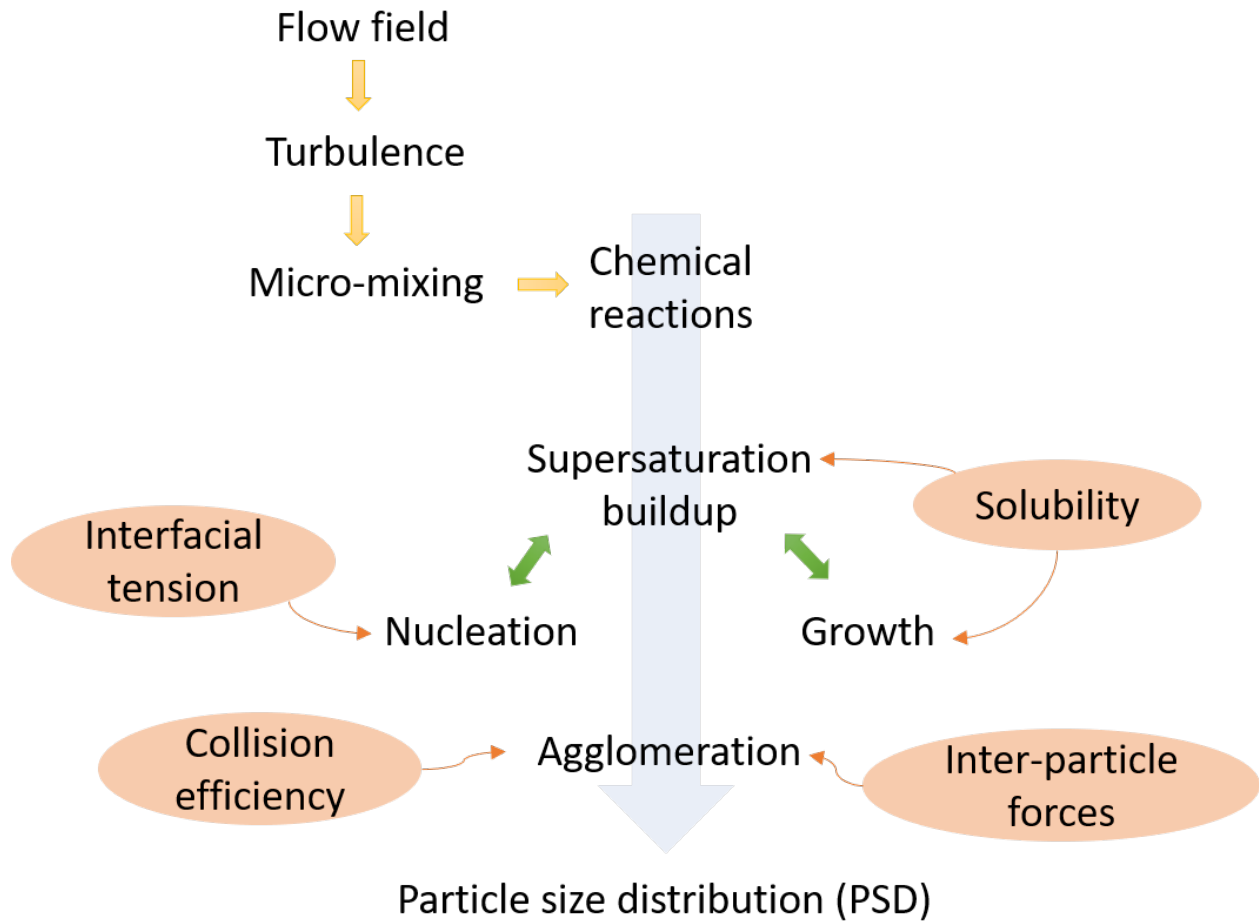 Flow field
Turbulence
Micro-mixing
Chemical
reactions
Supersaturation
buildup
Solubility
Interfacial
tension
Nucleation
Growth
Collision
efficiency
Agglomeration
Inter-particle
forces
Particle size distribution (PSD)